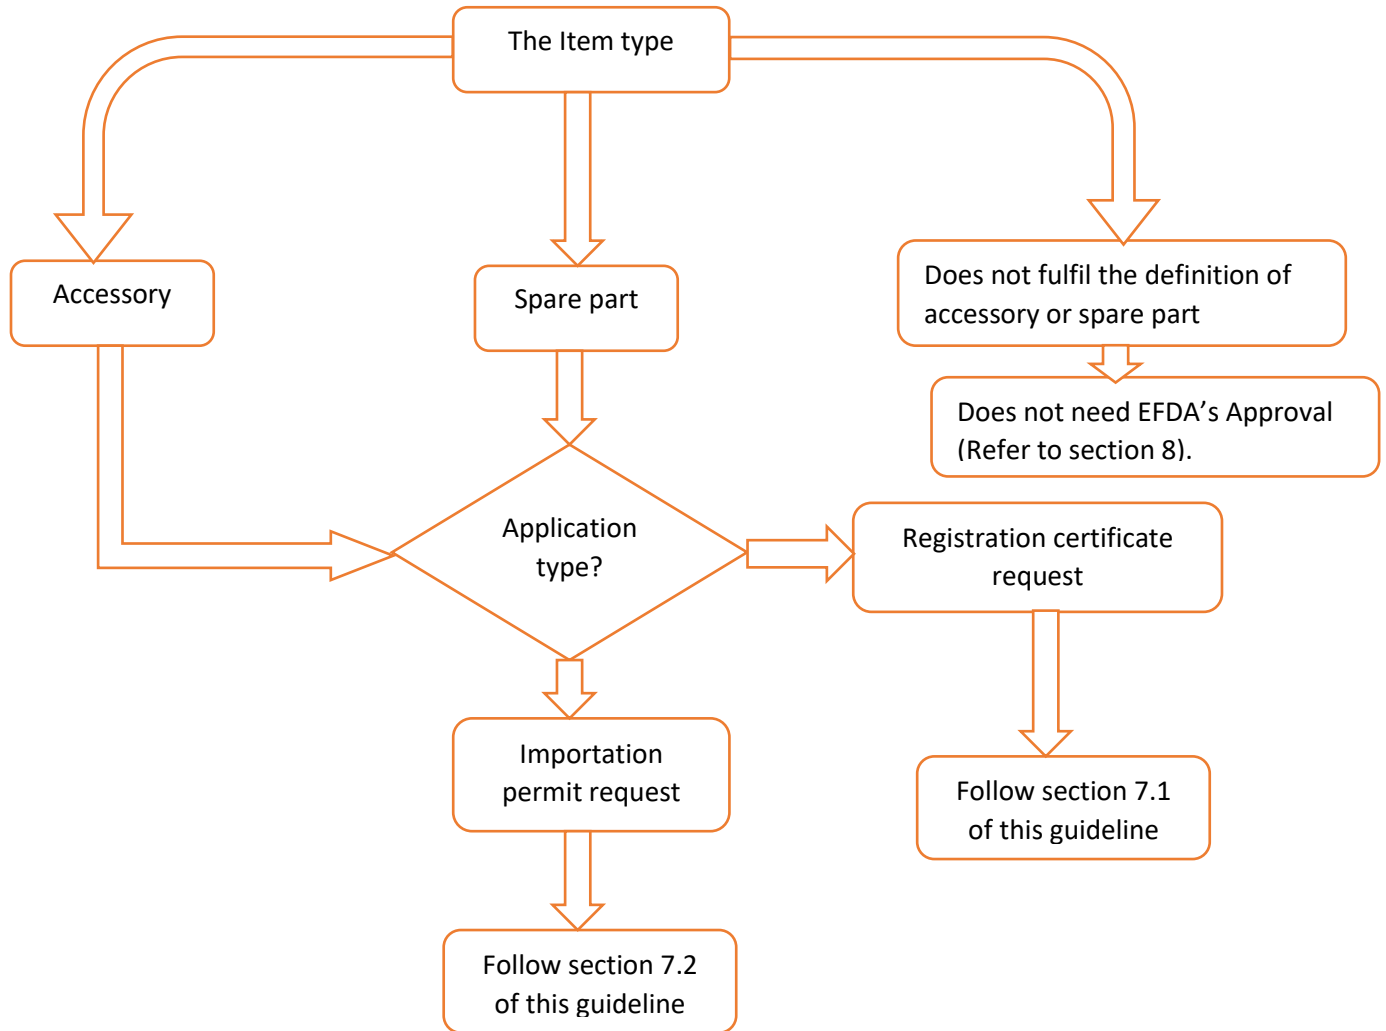 The Item type
Accessory
Spare part
Does not fulfil the definition of
accessory or spare part
Does not need EFDA’s Approval
(Refer to section 8).
Application
type?
Registration certificate
request
Importation
permit request
Follow section 7.1
of this guideline
Follow section 7.2
of this guideline